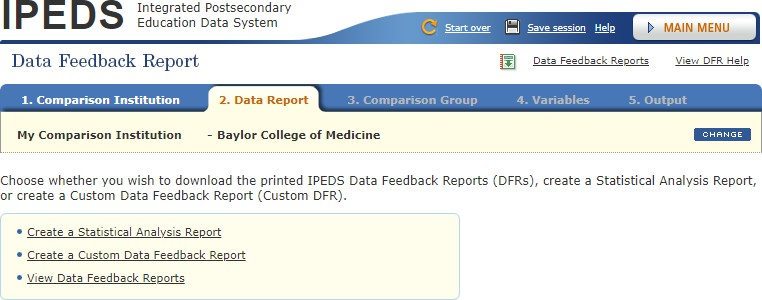 IPEDS Integrated Postsecondary
Education Data System
Start over Save session Help MAIN MENU
Data Feedback Report Data Feedback Reports View DFR Help
1. Comparison Institution 2. Data Report 3. Comparison Group 4. Variables 5. Output
My Comparison Institution - Baylor College of Medicine CHANGE
Choose whether you wish to download the printed IPEDS Data Feedback Reports (DFRs), create a Statistical Analysis Report,
or create a Custom Data Feedback Report (Custom DFR).
Create a Statistical Analysis Report
Create a Custom Data Feedback Report
View Data Feedback Reports